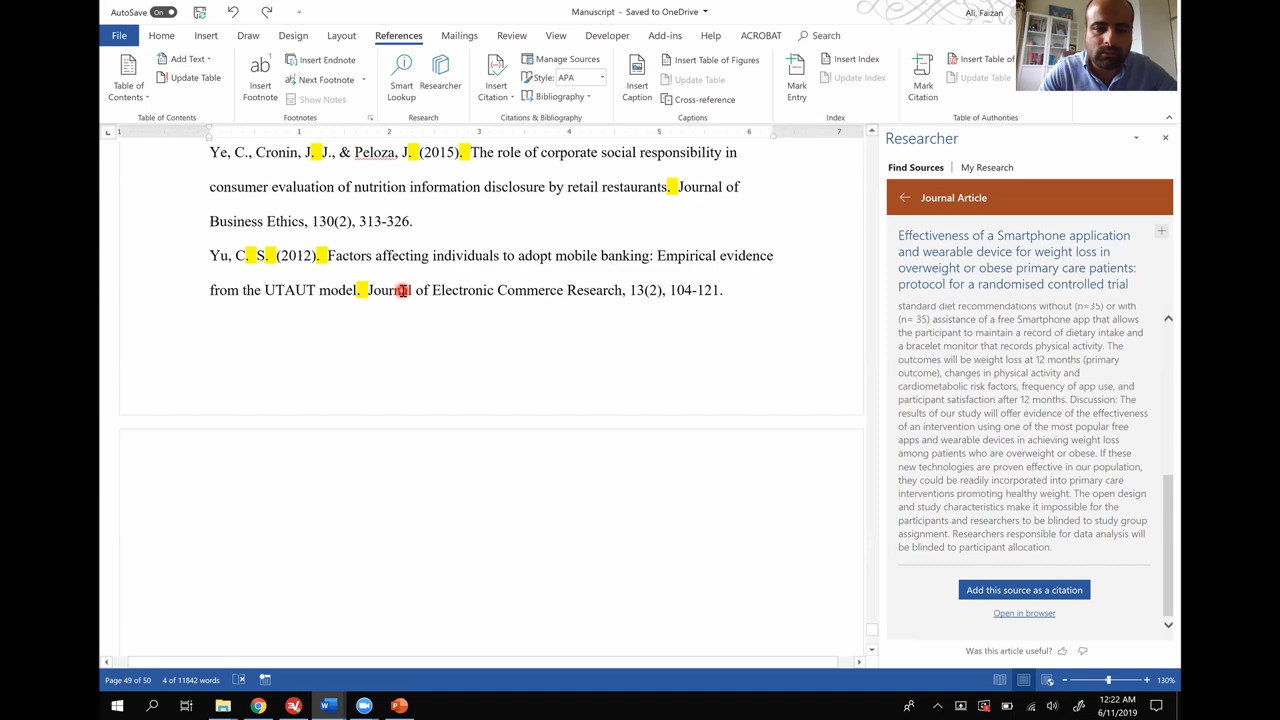 AutoSave On
Manuscript - Saved to OneDrive
Ali, Faizan
File Home Insert Draw Design Layout References Mailings Review View Developer Add-ins Help ACROBAT Search
Table of Contents
Add Text
Update Table
Table of Contents
ab1
Insert Footnote
Insert Endnote
Next Footnote
Show Notes
Footnotes
Smart Lookup
Researcher
Research
Insert Citation
Manage Sources
Style: APA
Bibliography
Citations & Bibliography
Insert Caption
Insert Table of Figures
Update Table
Cross-reference
Captions
Mark Entry
Insert Index
Update Index
Index
Mark Citation
Insert Table of
Update Table
Table of Authorities
1 1 2 3 4 5 6 7
Ye, C., Cronin, J. J., & Peloza, J. (2015). The role of corporate social responsibility in
consumer evaluation of nutrition information disclosure by retail restaurants. Journal of
Business Ethics, 130(2), 313-326.
Yu, C. S. (2012). Factors affecting individuals to adopt mobile banking: Empirical evidence
from the UTAUT model. Journal of Electronic Commerce Research, 13(2), 104-121.
Researcher
Find Sources My Research
Journal Article
Effectiveness of a Smartphone application
and wearable device for weight loss in
overweight or obese primary care patients:
protocol for a randomised controlled trial
standard diet recommendations without (n=35) or with
(n= 35) assistance of a free Smartphone app that allows
the participant to maintain a record of dietary intake and
a bracelet monitor that records physical activity. The
outcomes will be weight loss at 12 months (primary
outcome), changes in physical activity and
cardiometabolic risk factors, frequency of app use, and
participant satisfaction after 12 months. Discussion: The
results of our study will offer evidence of the effectiveness
of an intervention using one of the most popular free
apps and wearable devices in achieving weight loss
among patients who are overweight or obese. If these
new technologies are proven effective in our population,
they could be readily incorporated into primary care
interventions promoting healthy weight. The open design
and study characteristics make it impossible for the
participants and researchers to be blinded to study group
assignment. Researchers responsible for data analysis will
be blinded to participant allocation.
Add this source as a citation
Open in browser
Was this article useful?
Page 49 of 50 4 of 11842 words
130%
12:22 AM
6/11/2019